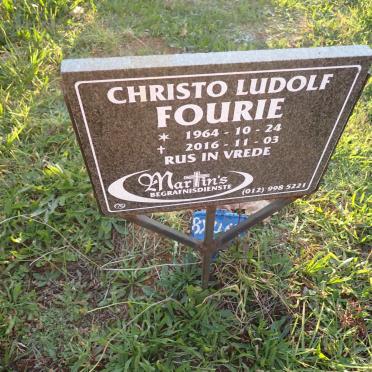 CHRISTO LUDOLF
FOURIE
* 1964 - 10 - 24
† 2016 - 11 - 03
RUS IN VREDE
Martin's
BEGRAFNISDIENSTE
(012) 998 5221